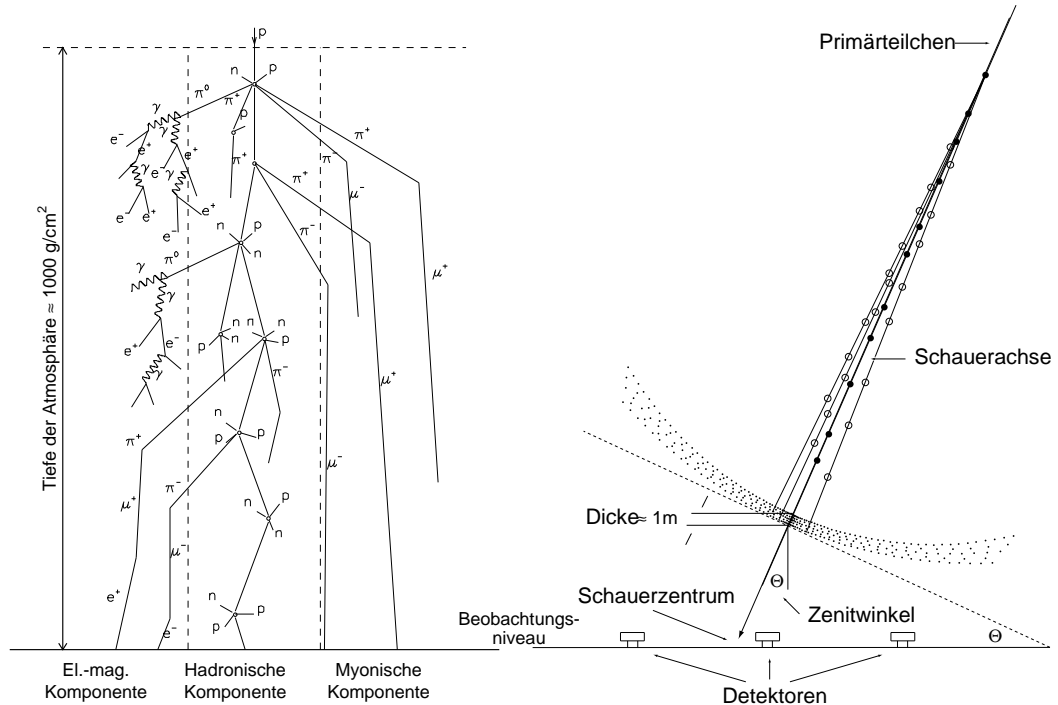 p
n
p
π⁰
π⁺
π⁺
γ
p
e⁻
γ
e⁺
e⁺
π⁺
π⁻
π⁺
γ
γ
e⁻
μ⁻
e⁻
e⁺
e⁺
e⁻
n
p
π⁻
π⁰
n
γ
μ⁺
γ
n
n
n
p
n
p
e⁺
e⁻
γ
π⁻
μ⁺
π⁺
n
p
p
μ⁻
π⁻
μ⁺
n
p
n
μ⁻
e⁺
n
p
p
e⁻
Tiefe der Atmosphäre ≈ 1000 g/cm²
El.-mag.
Komponente
Hadronische
Komponente
Myonische
Komponente
Primärteilchen
Schauerachse
Dicke ≈ 1m
Θ
Schauerzentrum
Zenitwinkel
Beobachtungs-
niveau
Θ
Detektoren